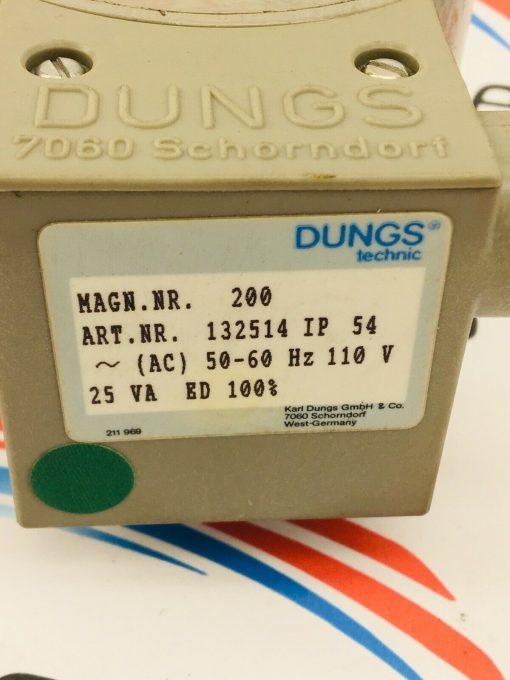 DUNGS
7060 Schorndorf
DUNGS®
technic
MAGN.NR. 200
ART.NR. 132514 IP 54
~ (AC) 50-60 Hz 110 V
25 VA ED 100%
Karl Dungs GmbH & Co.
7060 Schorndorf
West-Germany
211 969